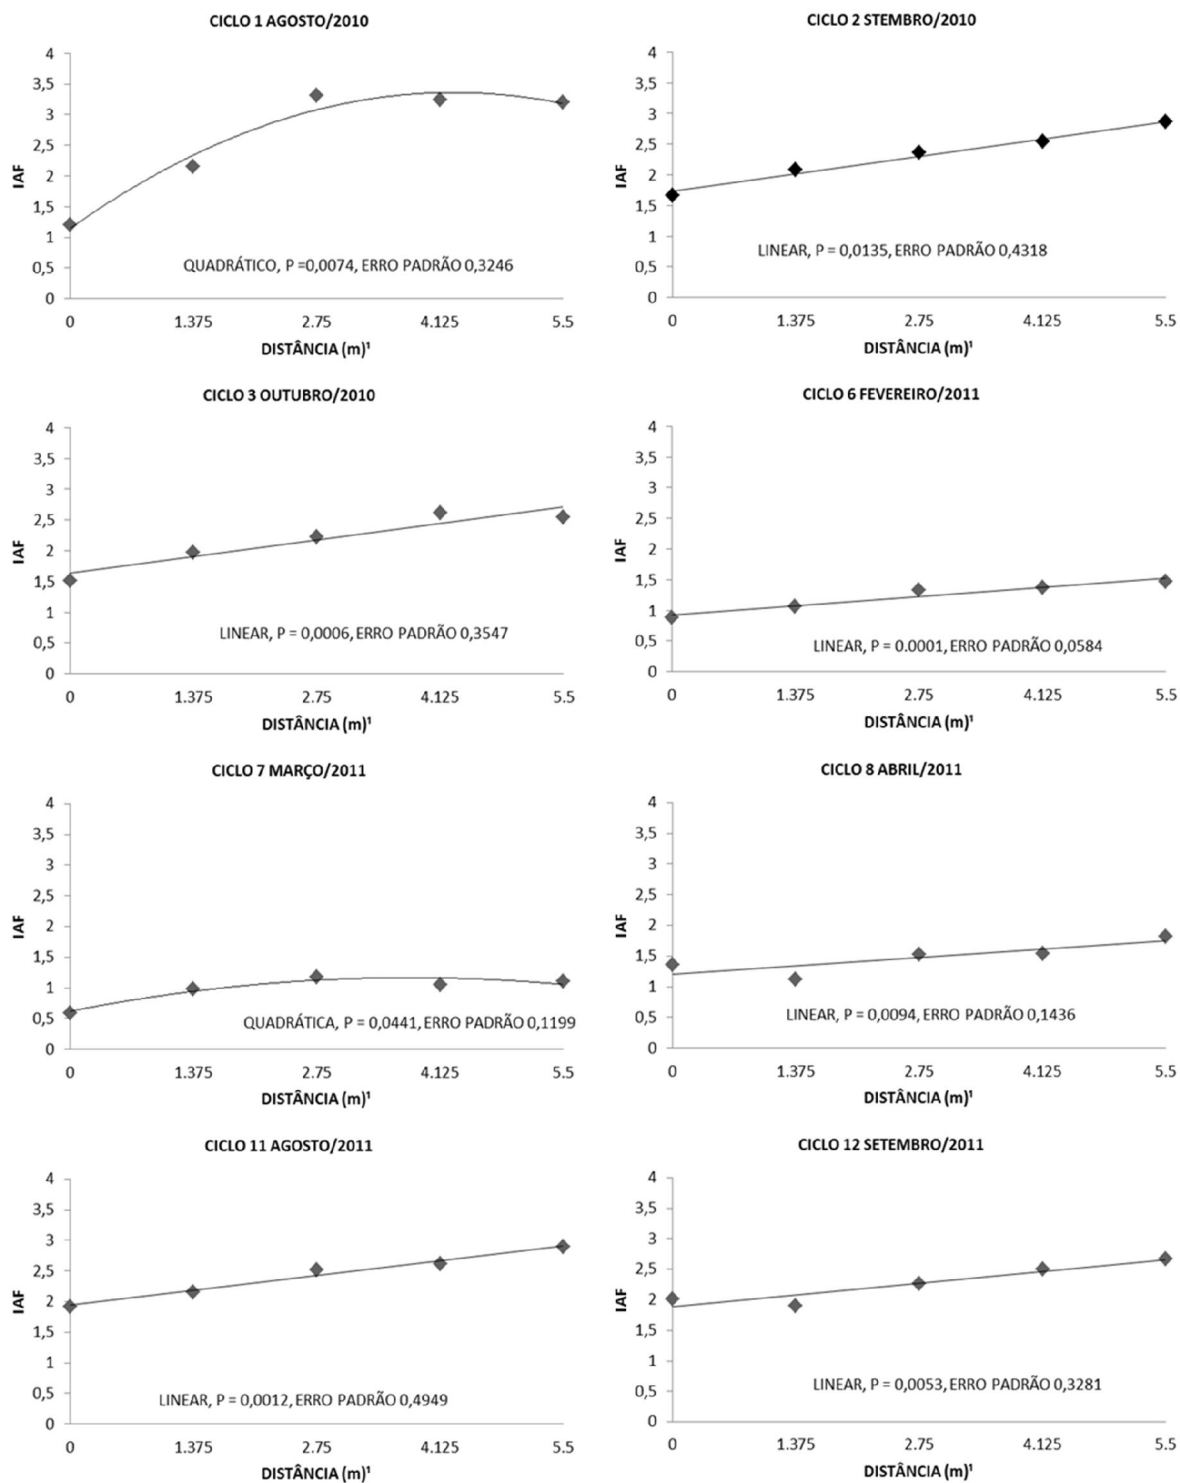 CICLO 1 AGOSTO/2010
4
3,5
3
2,5
2
1,5
1
0,5
0
IAF
QUADRÁTICO, P =0,0074, ERRO PADRÃO 0,3246
0 1.375 2.75 4.125 5.5
DISTÂNCIA (m)¹
CICLO 2 STEMBRO/2010
4
3,5
3
2,5
2
1,5
1
0,5
0
IAF
LINEAR, P = 0,0135, ERRO PADRÃO 0,4318
0 1.375 2.75 4.125 5.5
DISTÂNCIA (m)¹
CICLO 3 OUTUBRO/2010
4
3,5
3
2,5
2
1,5
1
0,5
0
IAF
LINEAR, P = 0,0006, ERRO PADRÃO 0,3547
0 1.375 2.75 4.125 5.5
DISTÂNCIA (m)¹
CICLO 6 FEVEREIRO/2011
4
3,5
3
2,5
2
1,5
1
0,5
0
IAF
LINEAR, P = 0.0001, ERRO PADRÃO 0,0584
0 1.375 2.75 4.125 5.5
DISTÂNCIA (m)¹
CICLO 7 MARÇO/2011
4
3,5
3
2,5
2
1,5
1
0,5
0
IAF
QUADRÁTICA, P = 0,0441, ERRO PADRÃO 0,1199
0 1.375 2.75 4.125 5.5
DISTÂNCIA (m)¹
CICLO 8 ABRIL/2011
4
3,5
3
2,5
2
1,5
1
0,5
0
IAF
LINEAR, P = 0,0094, ERRO PADRÃO 0,1436
0 1.375 2.75 4.125 5.5
DISTÂNCIA (m)¹
CICLO 11 AGOSTO/2011
4
3,5
3
2,5
2
1,5
1
0,5
0
IAF
LINEAR, P = 0,0012, ERRO PADRÃO 0,4949
0 1.375 2.75 4.125 5.5
DISTÂNCIA (m)¹
CICLO 12 SETEMBRO/2011
4
3,5
3
2,5
2
1,5
1
0,5
0
IAF
LINEAR, P = 0,0053, ERRO PADRÃO 0,3281
0 1.375 2.75 4.125 5.5
DISTÂNCIA (m)¹